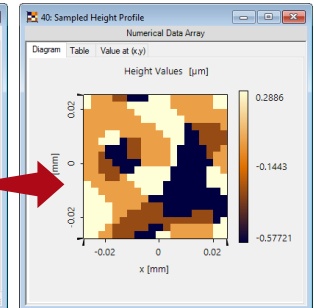 40: Sampled Height Profile
Numerical Data Array
Diagram Table Value at (x,y)
Height Values [µm]
0.02
0
-0.02
y [mm]
-0.02 0 0.02
x [mm]
0.2886
-0.1443
-0.57721